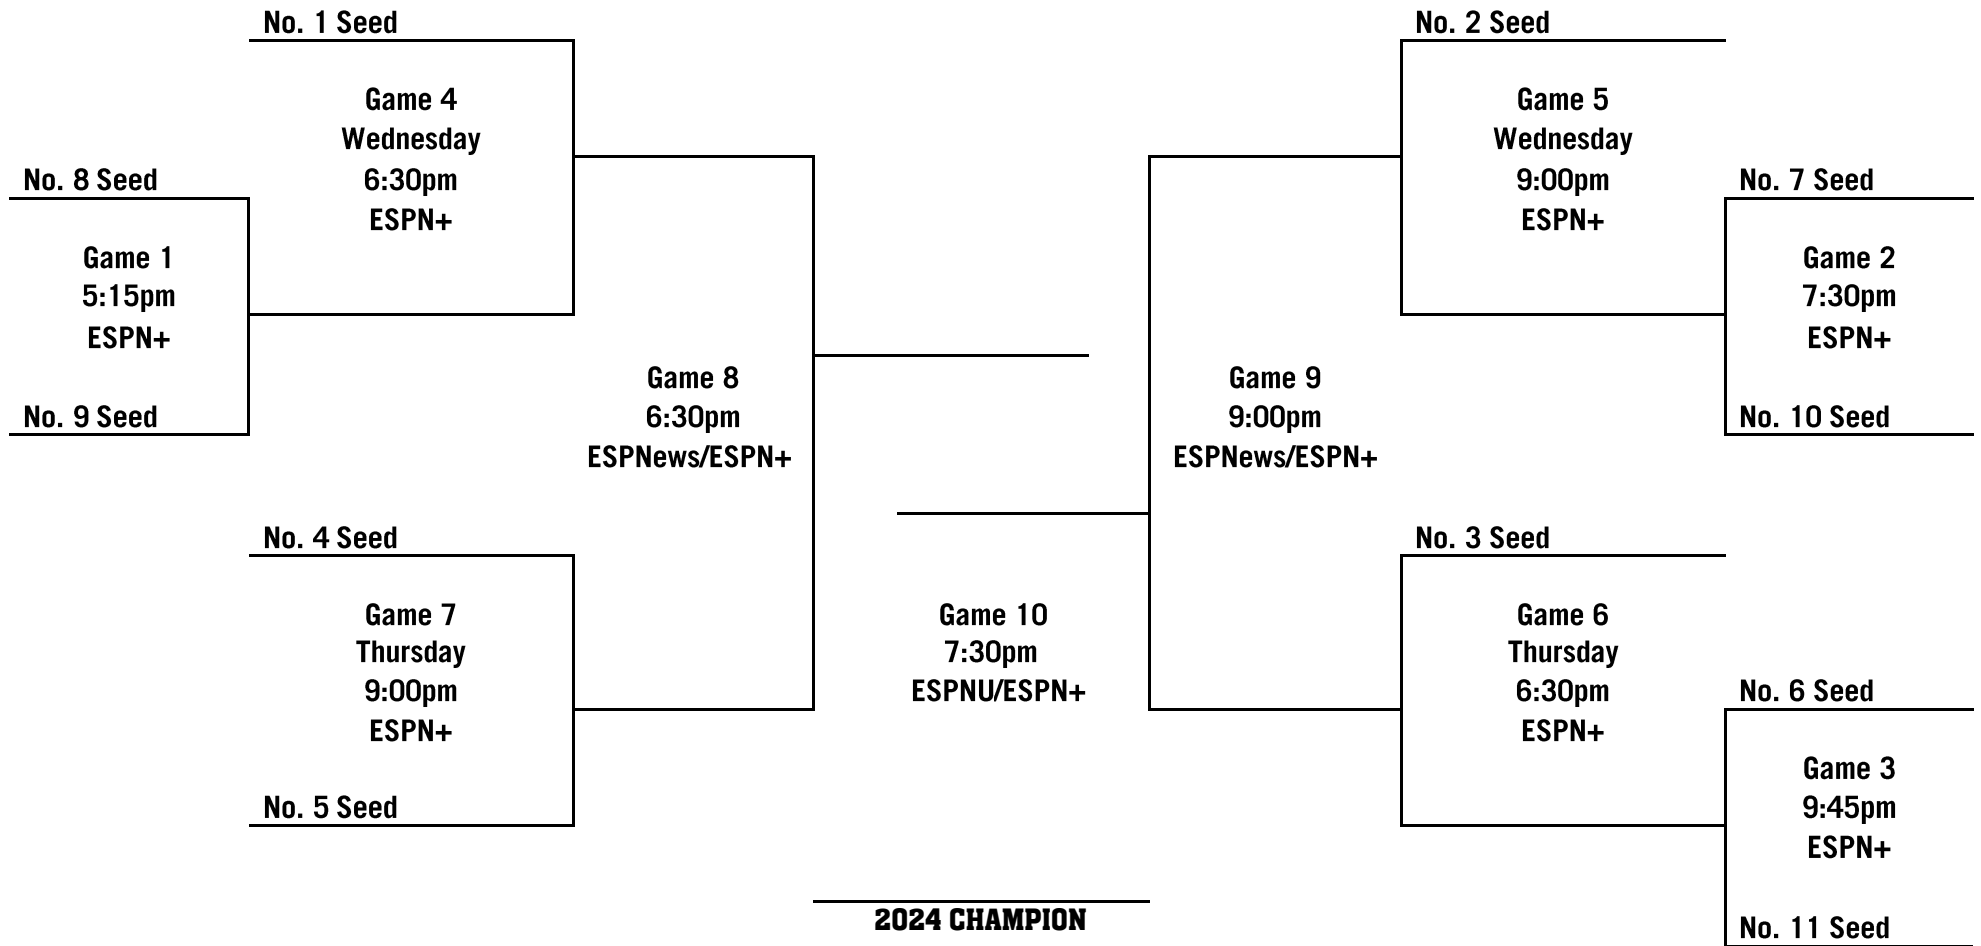 No. 1 Seed
Game 4
Wednesday
6:30pm
ESPN+
No. 8 Seed
Game 1
5:15pm
ESPN+
No. 9 Seed
Game 8
6:30pm
ESPNews/ESPN+
No. 4 Seed
Game 7
Thursday
9:00pm
ESPN+
No. 5 Seed
No. 2 Seed
Game 5
Wednesday
9:00pm
ESPN+
No. 7 Seed
Game 2
7:30pm
ESPN+
No. 10 Seed
Game 9
9:00pm
ESPNews/ESPN+
No. 3 Seed
Game 6
Thursday
6:30pm
ESPN+
No. 6 Seed
Game 3
9:45pm
ESPN+
No. 11 Seed
Game 10
7:30pm
ESPNU/ESPN+
2024 CHAMPION